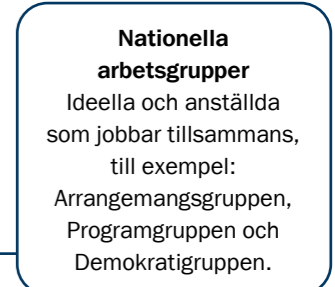 Nationella
arbetsgrupper
Ideella och anställda
som jobbar tillsammans,
till exempel:
Arrangemangsgruppen,
Programgruppen och
Demokratigruppen.